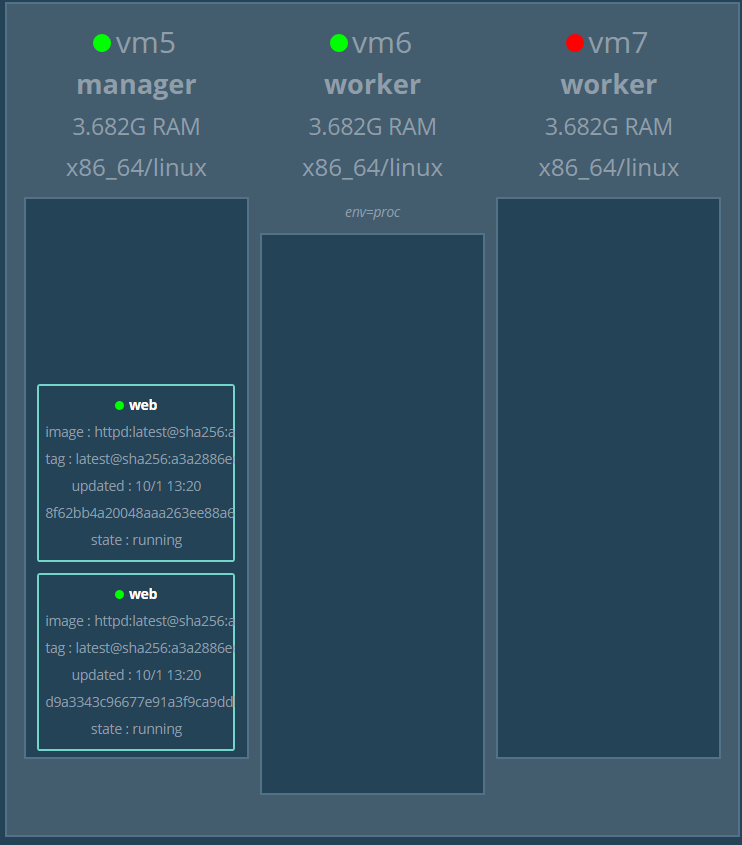 vm5
manager
3.682G RAM
x86_64/linux
web
image : httpd:latest@sha256:a
tag : latest@sha256:a3a2886e
updated : 10/1 13:20
8f62bb4a20048aaa263ee88a6
state : running
web
image : httpd:latest@sha256:a
tag : latest@sha256:a3a2886e
updated : 10/1 13:20
d9a3343c96677e91a3f9ca9dd
state : running
vm6
worker
3.682G RAM
x86_64/linux
env=proc
vm7
worker
3.682G RAM
x86_64/linux